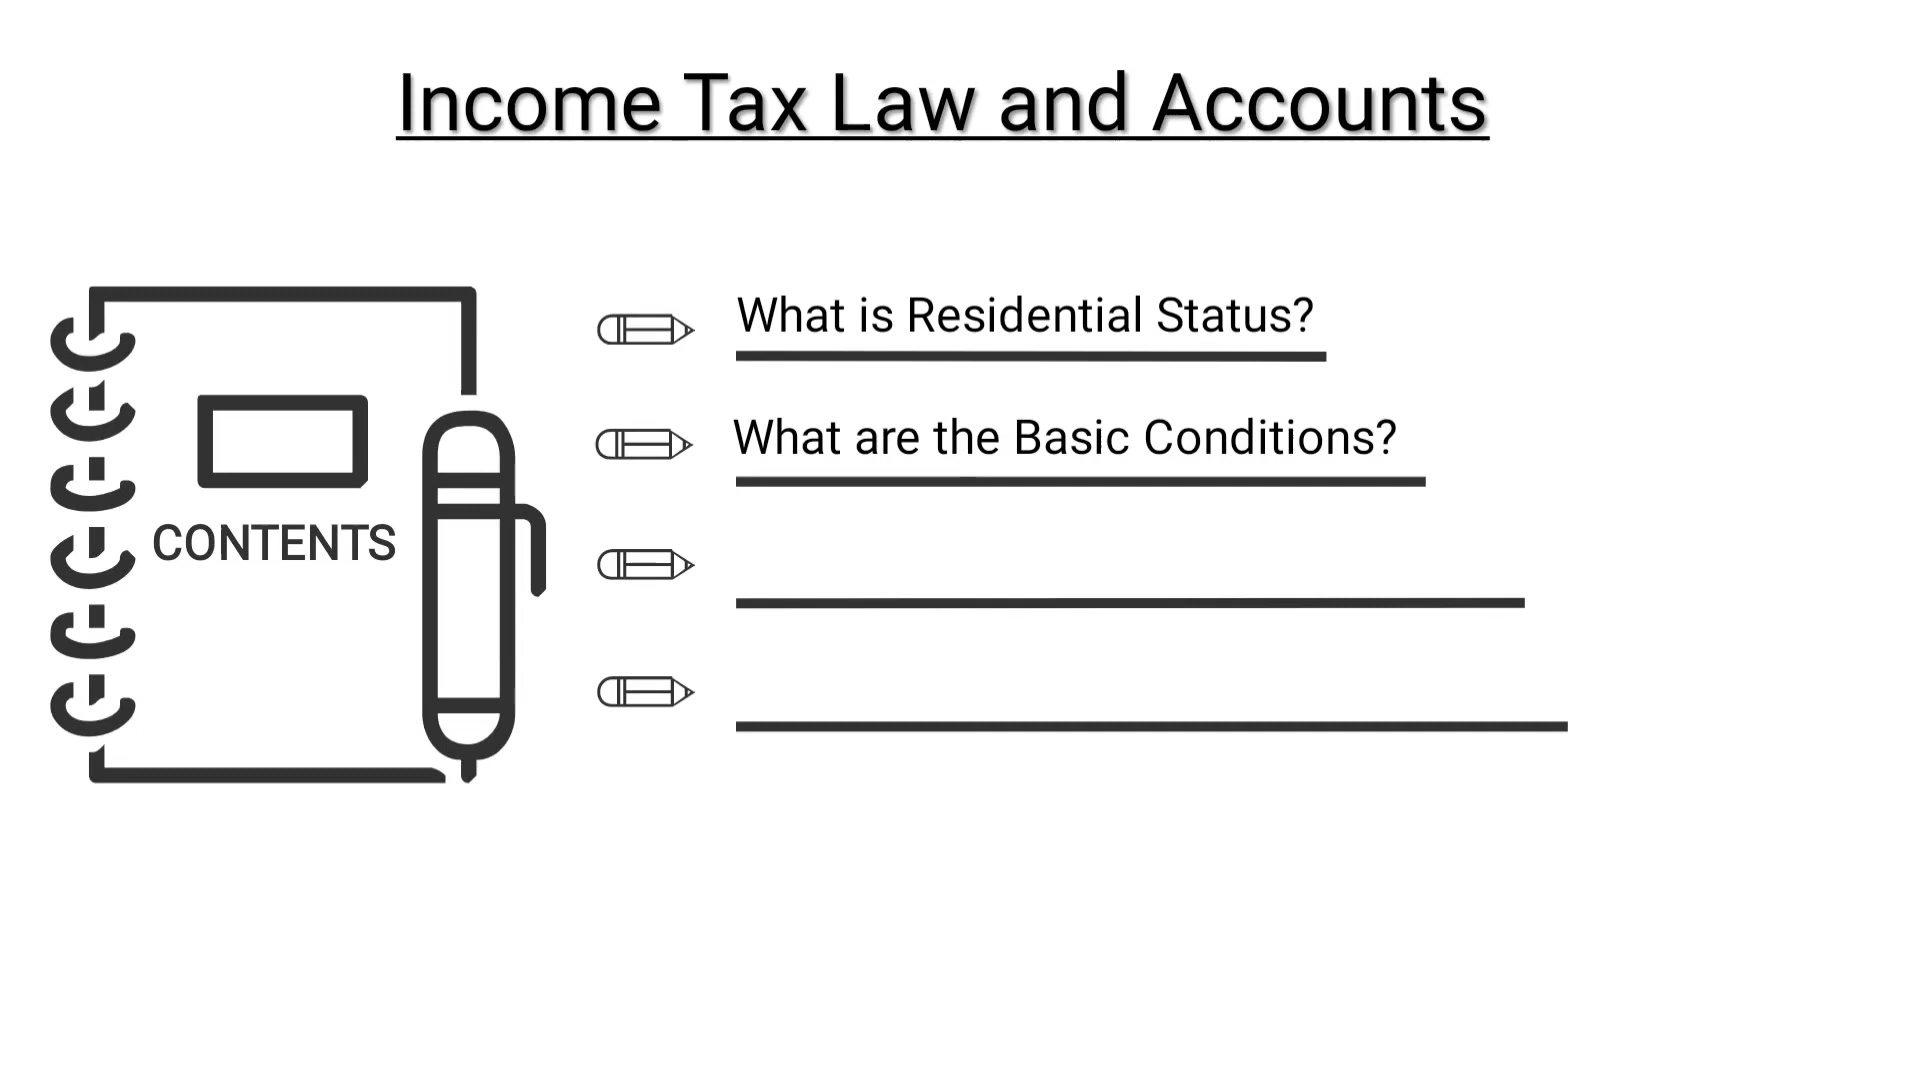 Income Tax Law and Accounts
CONTENTS
What is Residential Status?
What are the Basic Conditions?